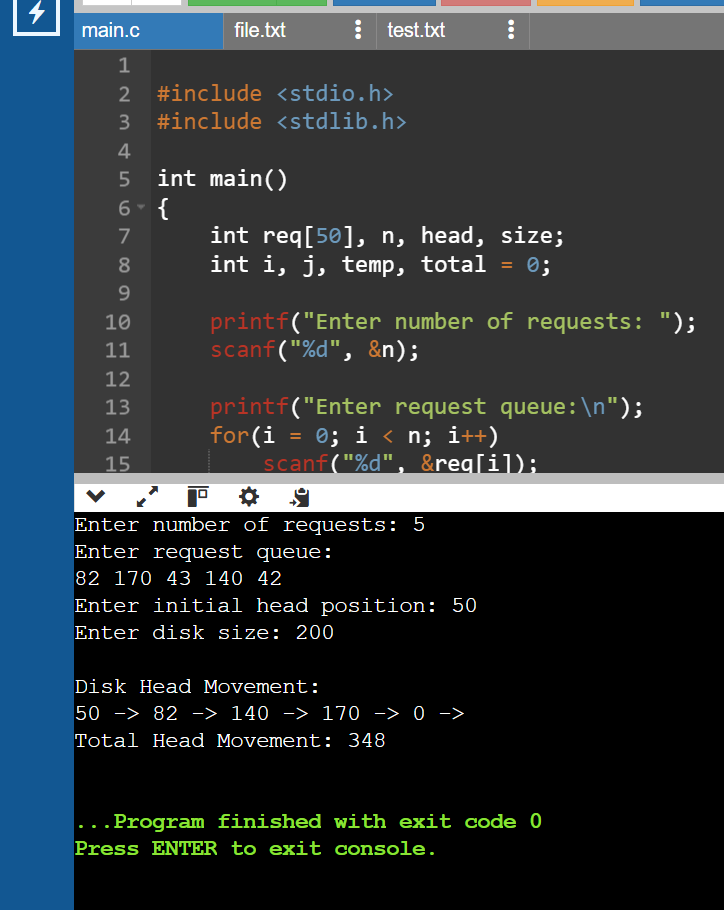 main.c file.txt test.txt
1
2 #include <stdio.h>
3 #include <stdlib.h>
4
5 int main()
6 {
7 int req[50], n, head, size;
8 int i, j, temp, total = 0;
9
10 printf("Enter number of requests: ");
11 scanf("%d", &n);
12
13 printf("Enter request queue:\n");
14 for(i = 0; i < n; i++)
15 scanf("%d", &req[i]);
Enter number of requests: 5
Enter request queue:
82 170 43 140 42
Enter initial head position: 50
Enter disk size: 200
Disk Head Movement:
50 -> 82 -> 140 -> 170 -> 0 ->
Total Head Movement: 348
...Program finished with exit code 0
Press ENTER to exit console.